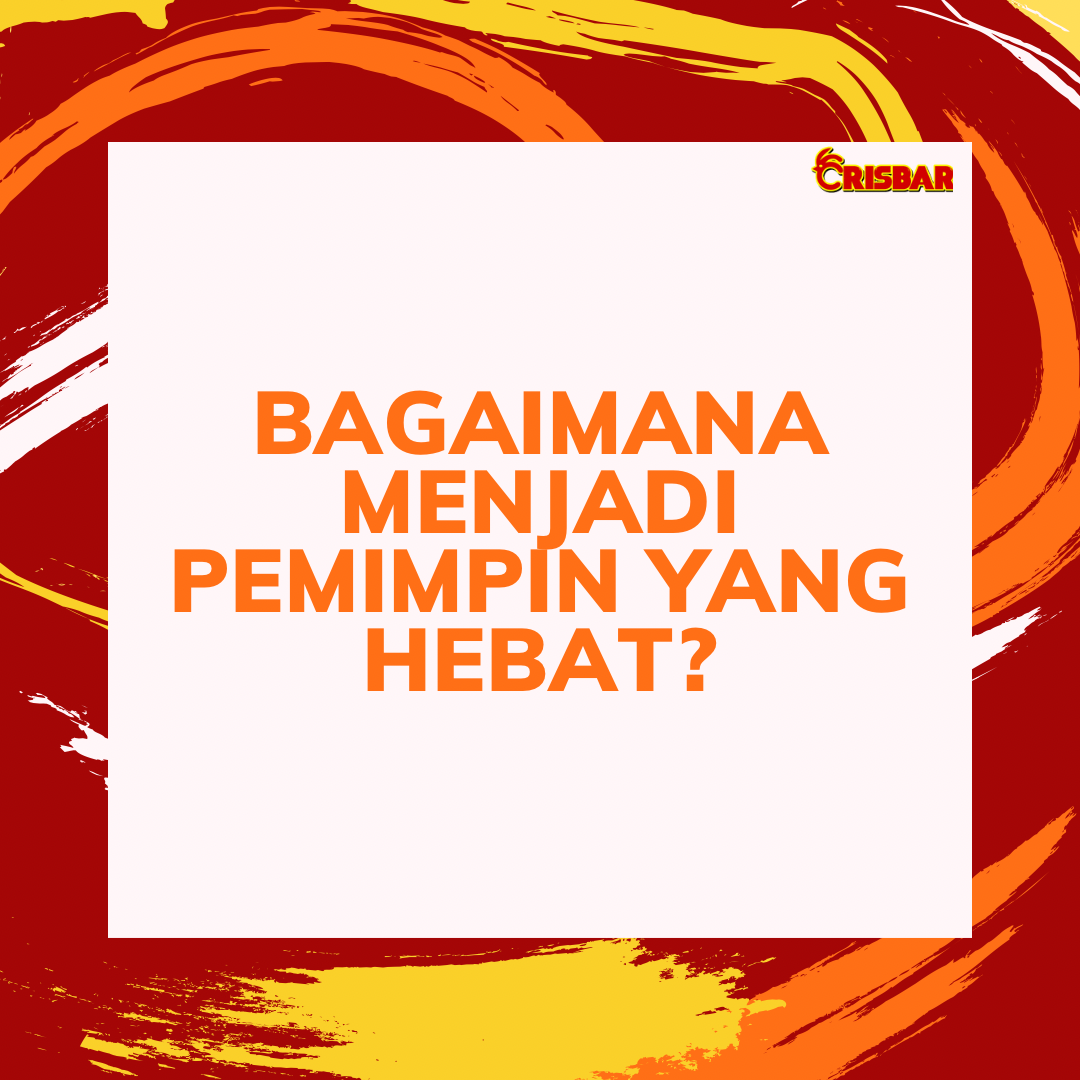 CRISBAR
BAGAIMANA
MENJADI
PEMIMPIN YANG
HEBAT?